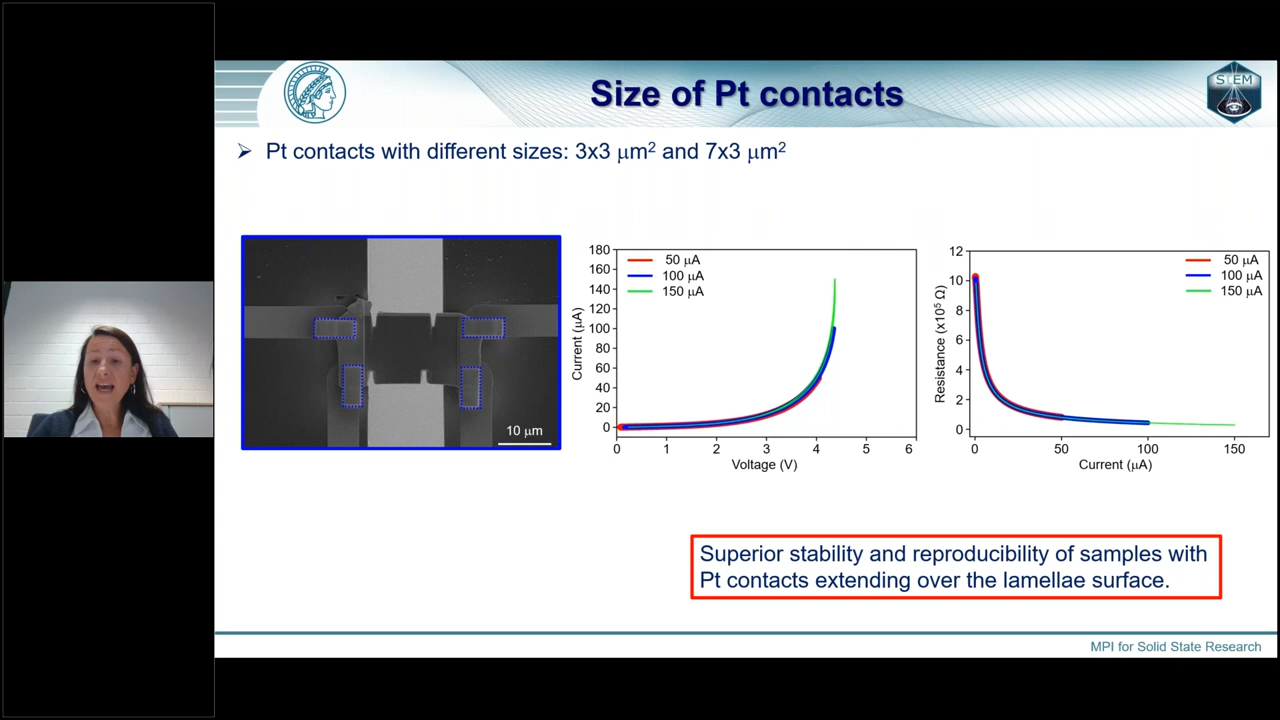 Size of Pt contacts
STEM
➢ Pt contacts with different sizes: 3x3 μm² and 7x3 μm²
10 μm
180
160
140
120
100
80
60
40
20
0
Current (μA)
50 μA
100 μA
150 μA
0 1 2 3 4 5 6
Voltage (V)
12
10
8
6
4
2
0
Resistance (x10⁵ Ω)
50 μA
100 μA
150 μA
0 50 100 150
Current (μA)
Superior stability and reproducibility of samples with
Pt contacts extending over the lamellae surface.
MPI for Solid State Research